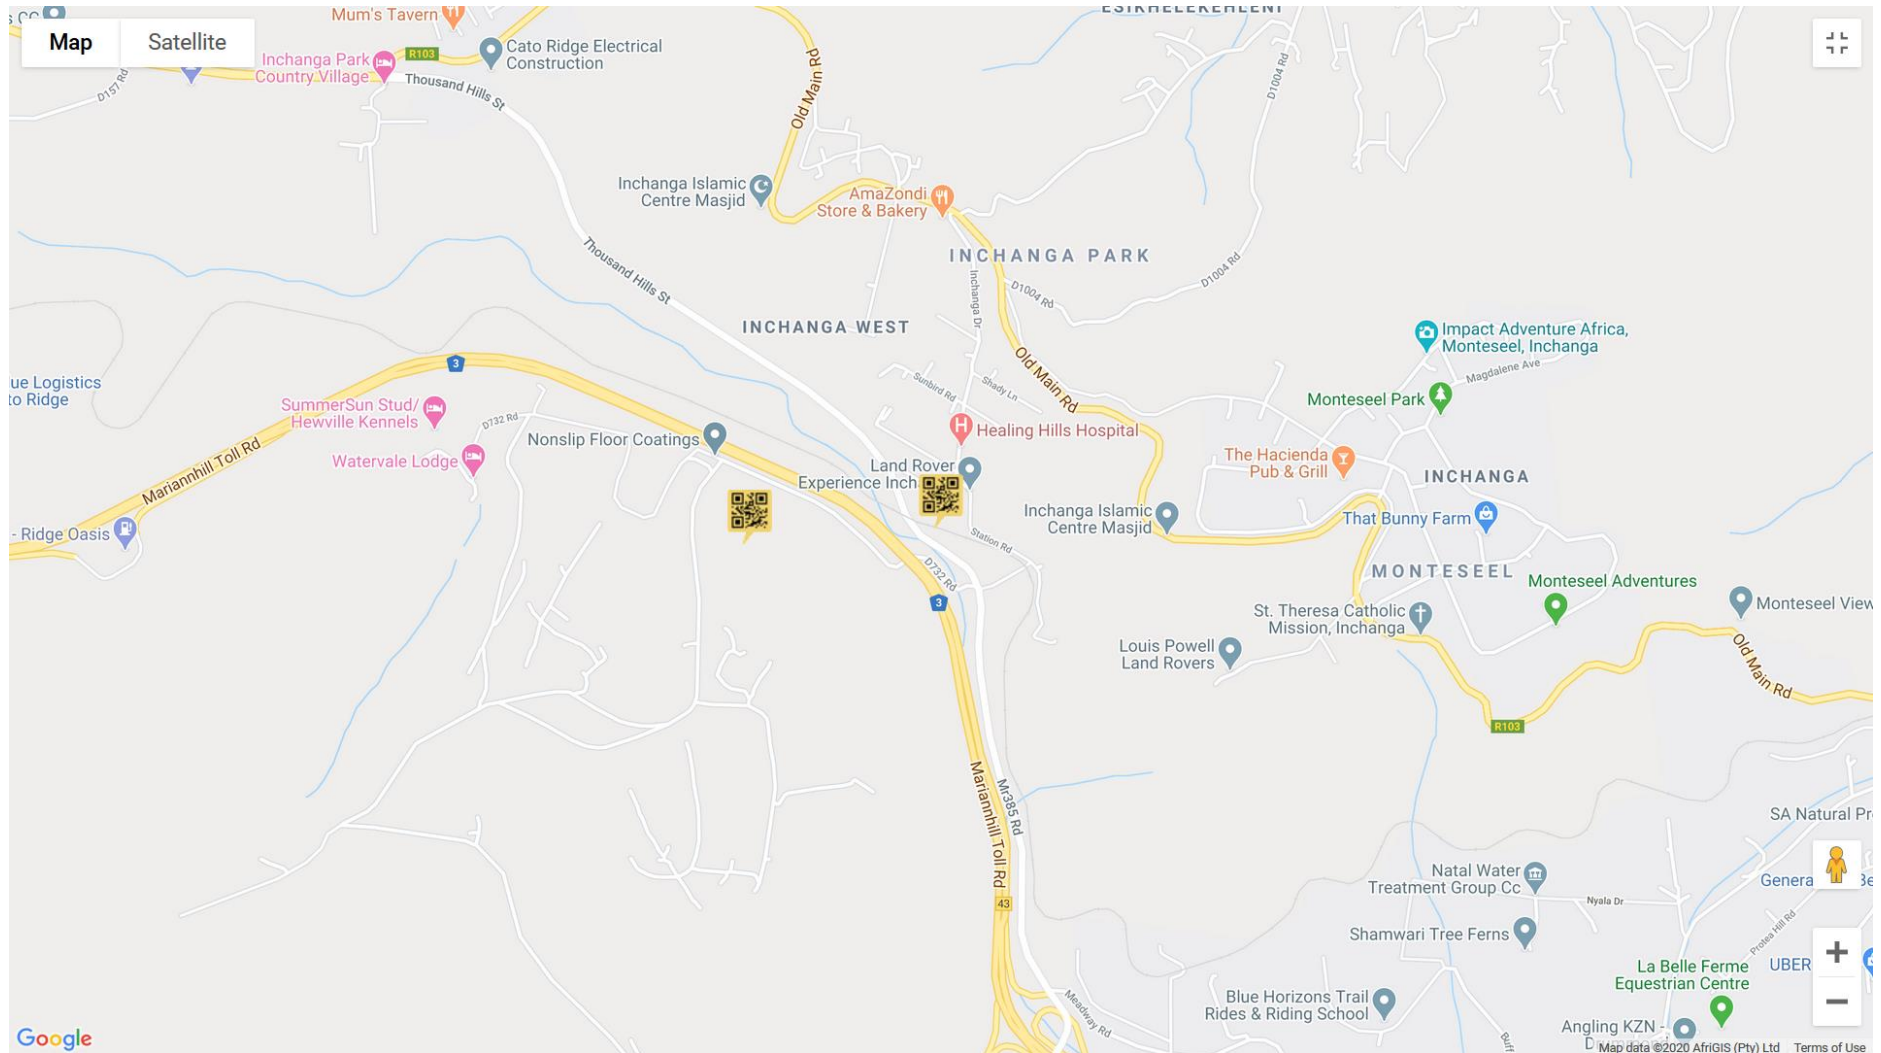 ESIKHELEKEHLENI
Mum's Tavern
Map
Satellite
R103
Cato Ridge Electrical
Construction
Inchanga Park
Country Village
Thousand Hills St
D157 Rd
Old Main Rd
D1004 Rd
Inchanga Islamic
Centre Masjid
AmaZondi
Store & Bakery
INCHANGA PARK
Thousand Hills St
Inchanga Dr
D1004 Rd
D1004 Rd
INCHANGA WEST
Impact Adventure Africa,
Monteseel, Inchanga
Magdalene Ave
3
Old Main Rd
Sunbird Rd
Shady Ln
ue Logistics
to Ridge
SummerSun Stud/
Hewville Kennels
D732 Rd
Monteseel Park
Nonslip Floor Coatings
Healing Hills Hospital
Mariannhill Toll Rd
Watervale Lodge
The Hacienda
Pub & Grill
Land Rover
Experience Inch
INCHANGA
Inchanga Islamic
Centre Masjid
That Bunny Farm
- Ridge Oasis
Station Rd
D732 Rd
MONTESEEL
Monteseel Adventures
3
St. Theresa Catholic
Mission, Inchanga
Monteseel View
Louis Powell
Land Rovers
Old Main Rd
R103
Mariannhill Toll Rd
Mr385 Rd
SA Natural Pr
Natal Water
Treatment Group Cc
Genera
Nyala Dr
43
Protea Hill Rd
Shamwari Tree Ferns
La Belle Ferme
Equestrian Centre
UBER
Blue Horizons Trail
Rides & Riding School
Meadway Rd
Buff
Angling KZN -
Google
Map data ©2020 AfriGIS (Pty) Ltd
Terms of Use